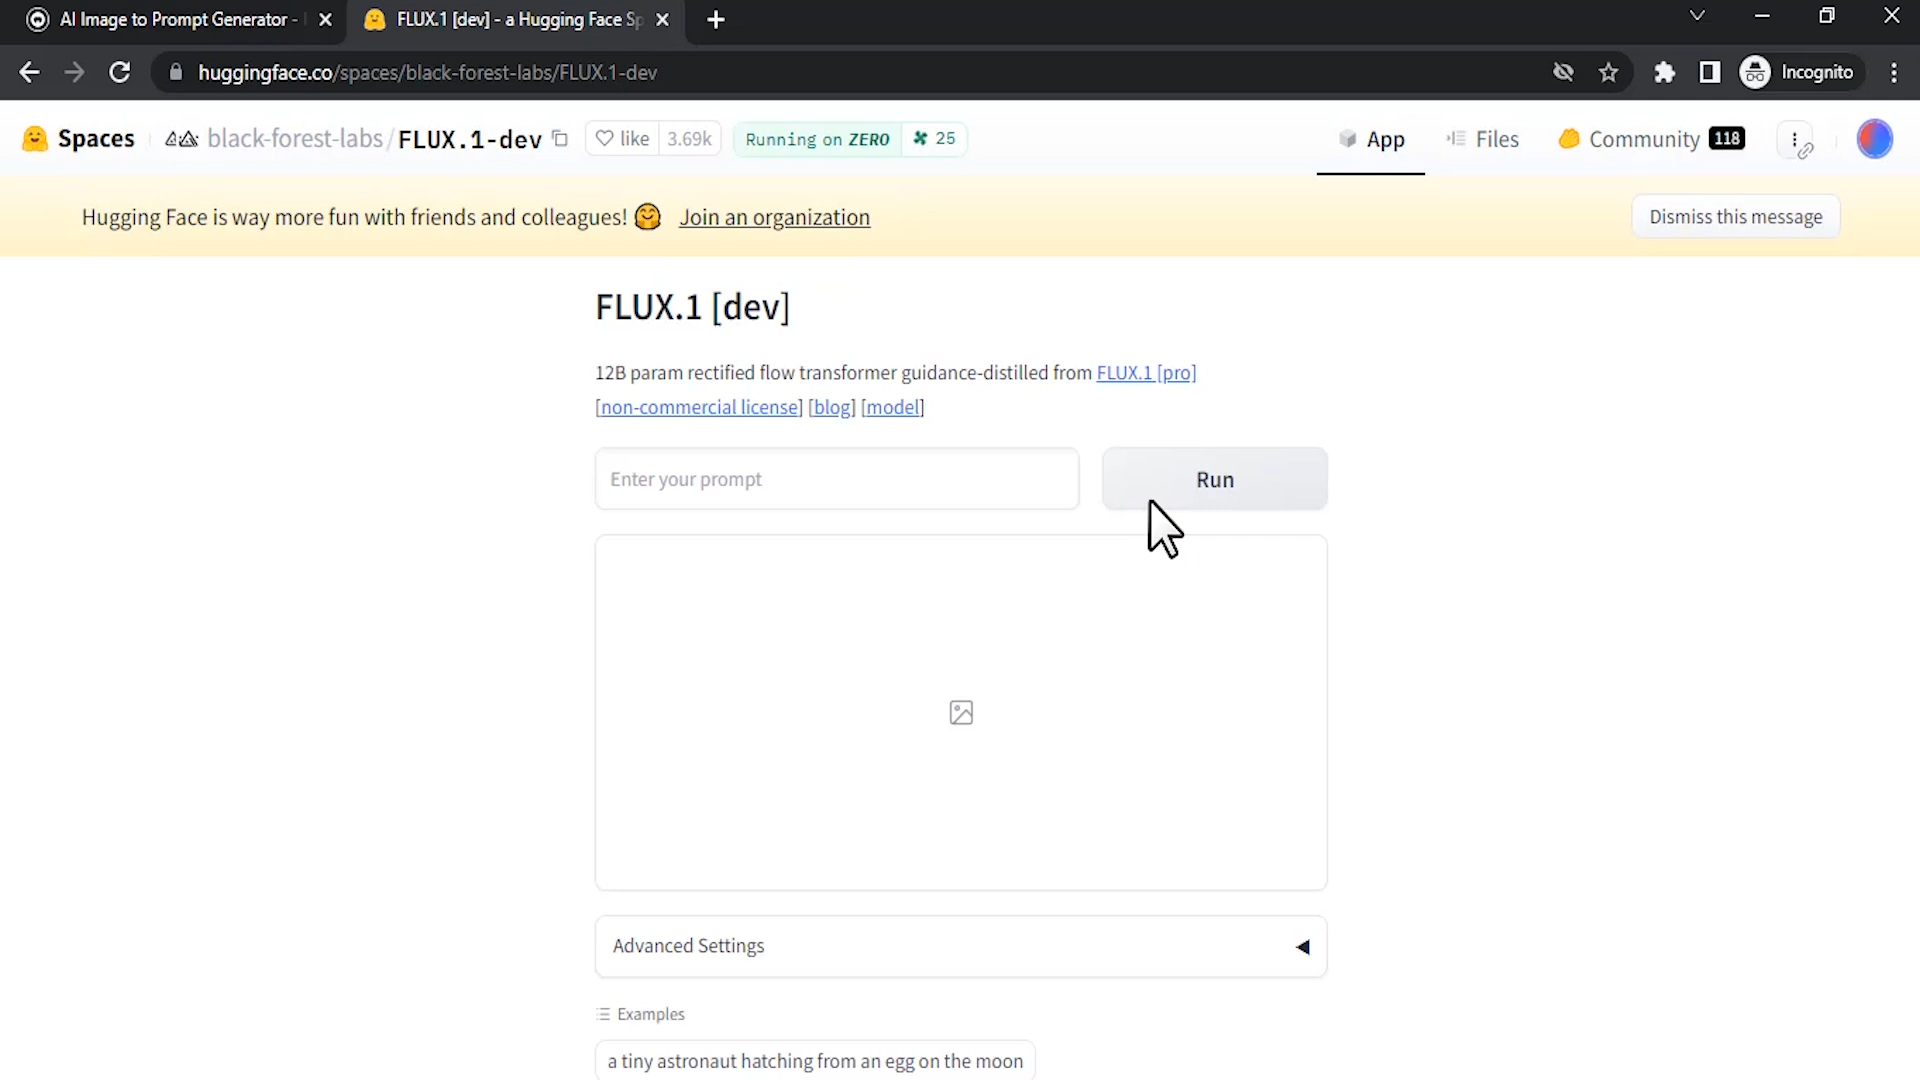 AI Image to Prompt Generator -
FLUX.1 [dev] - a Hugging Face Sp
huggingface.co/spaces/black-forest-labs/FLUX.1-dev
Incognito
Spaces
black-forest-labs/FLUX.1-dev
like 3.69k
Running on ZERO
25
App
Files
Community 118
Hugging Face is way more fun with friends and colleagues! 🤗 Join an organization
Dismiss this message
FLUX.1 [dev]
12B param rectified flow transformer guidance-distilled from FLUX.1 [pro]
[non-commercial license] [blog] [model]
Enter your prompt
Run
Advanced Settings
Examples
a tiny astronaut hatching from an egg on the moon